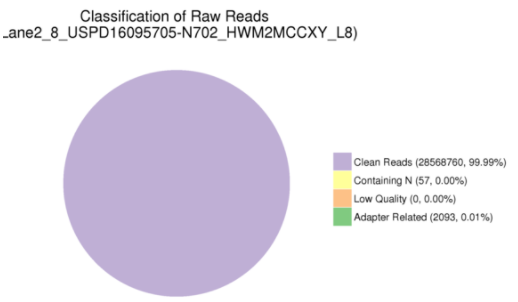 Classification of Raw Reads
ane2_8_USPD16095705-N702_HWM2MCCXY_L8)
Clean Reads (28568760, 99.99%)
Containing N (57, 0.00%)
Low Quality (0, 0.00%)
Adapter Related (2093, 0.01%)